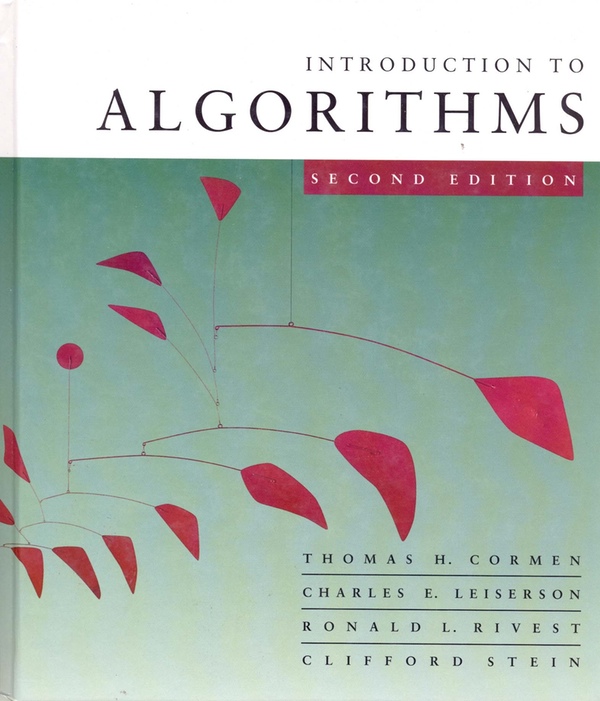 INTRODUCTION TO
ALGORITHMS
SECOND EDITION
THOMAS H. CORMEN
CHARLES E. LEISERSON
RONALD L. RIVEST
CLIFFORD STEIN